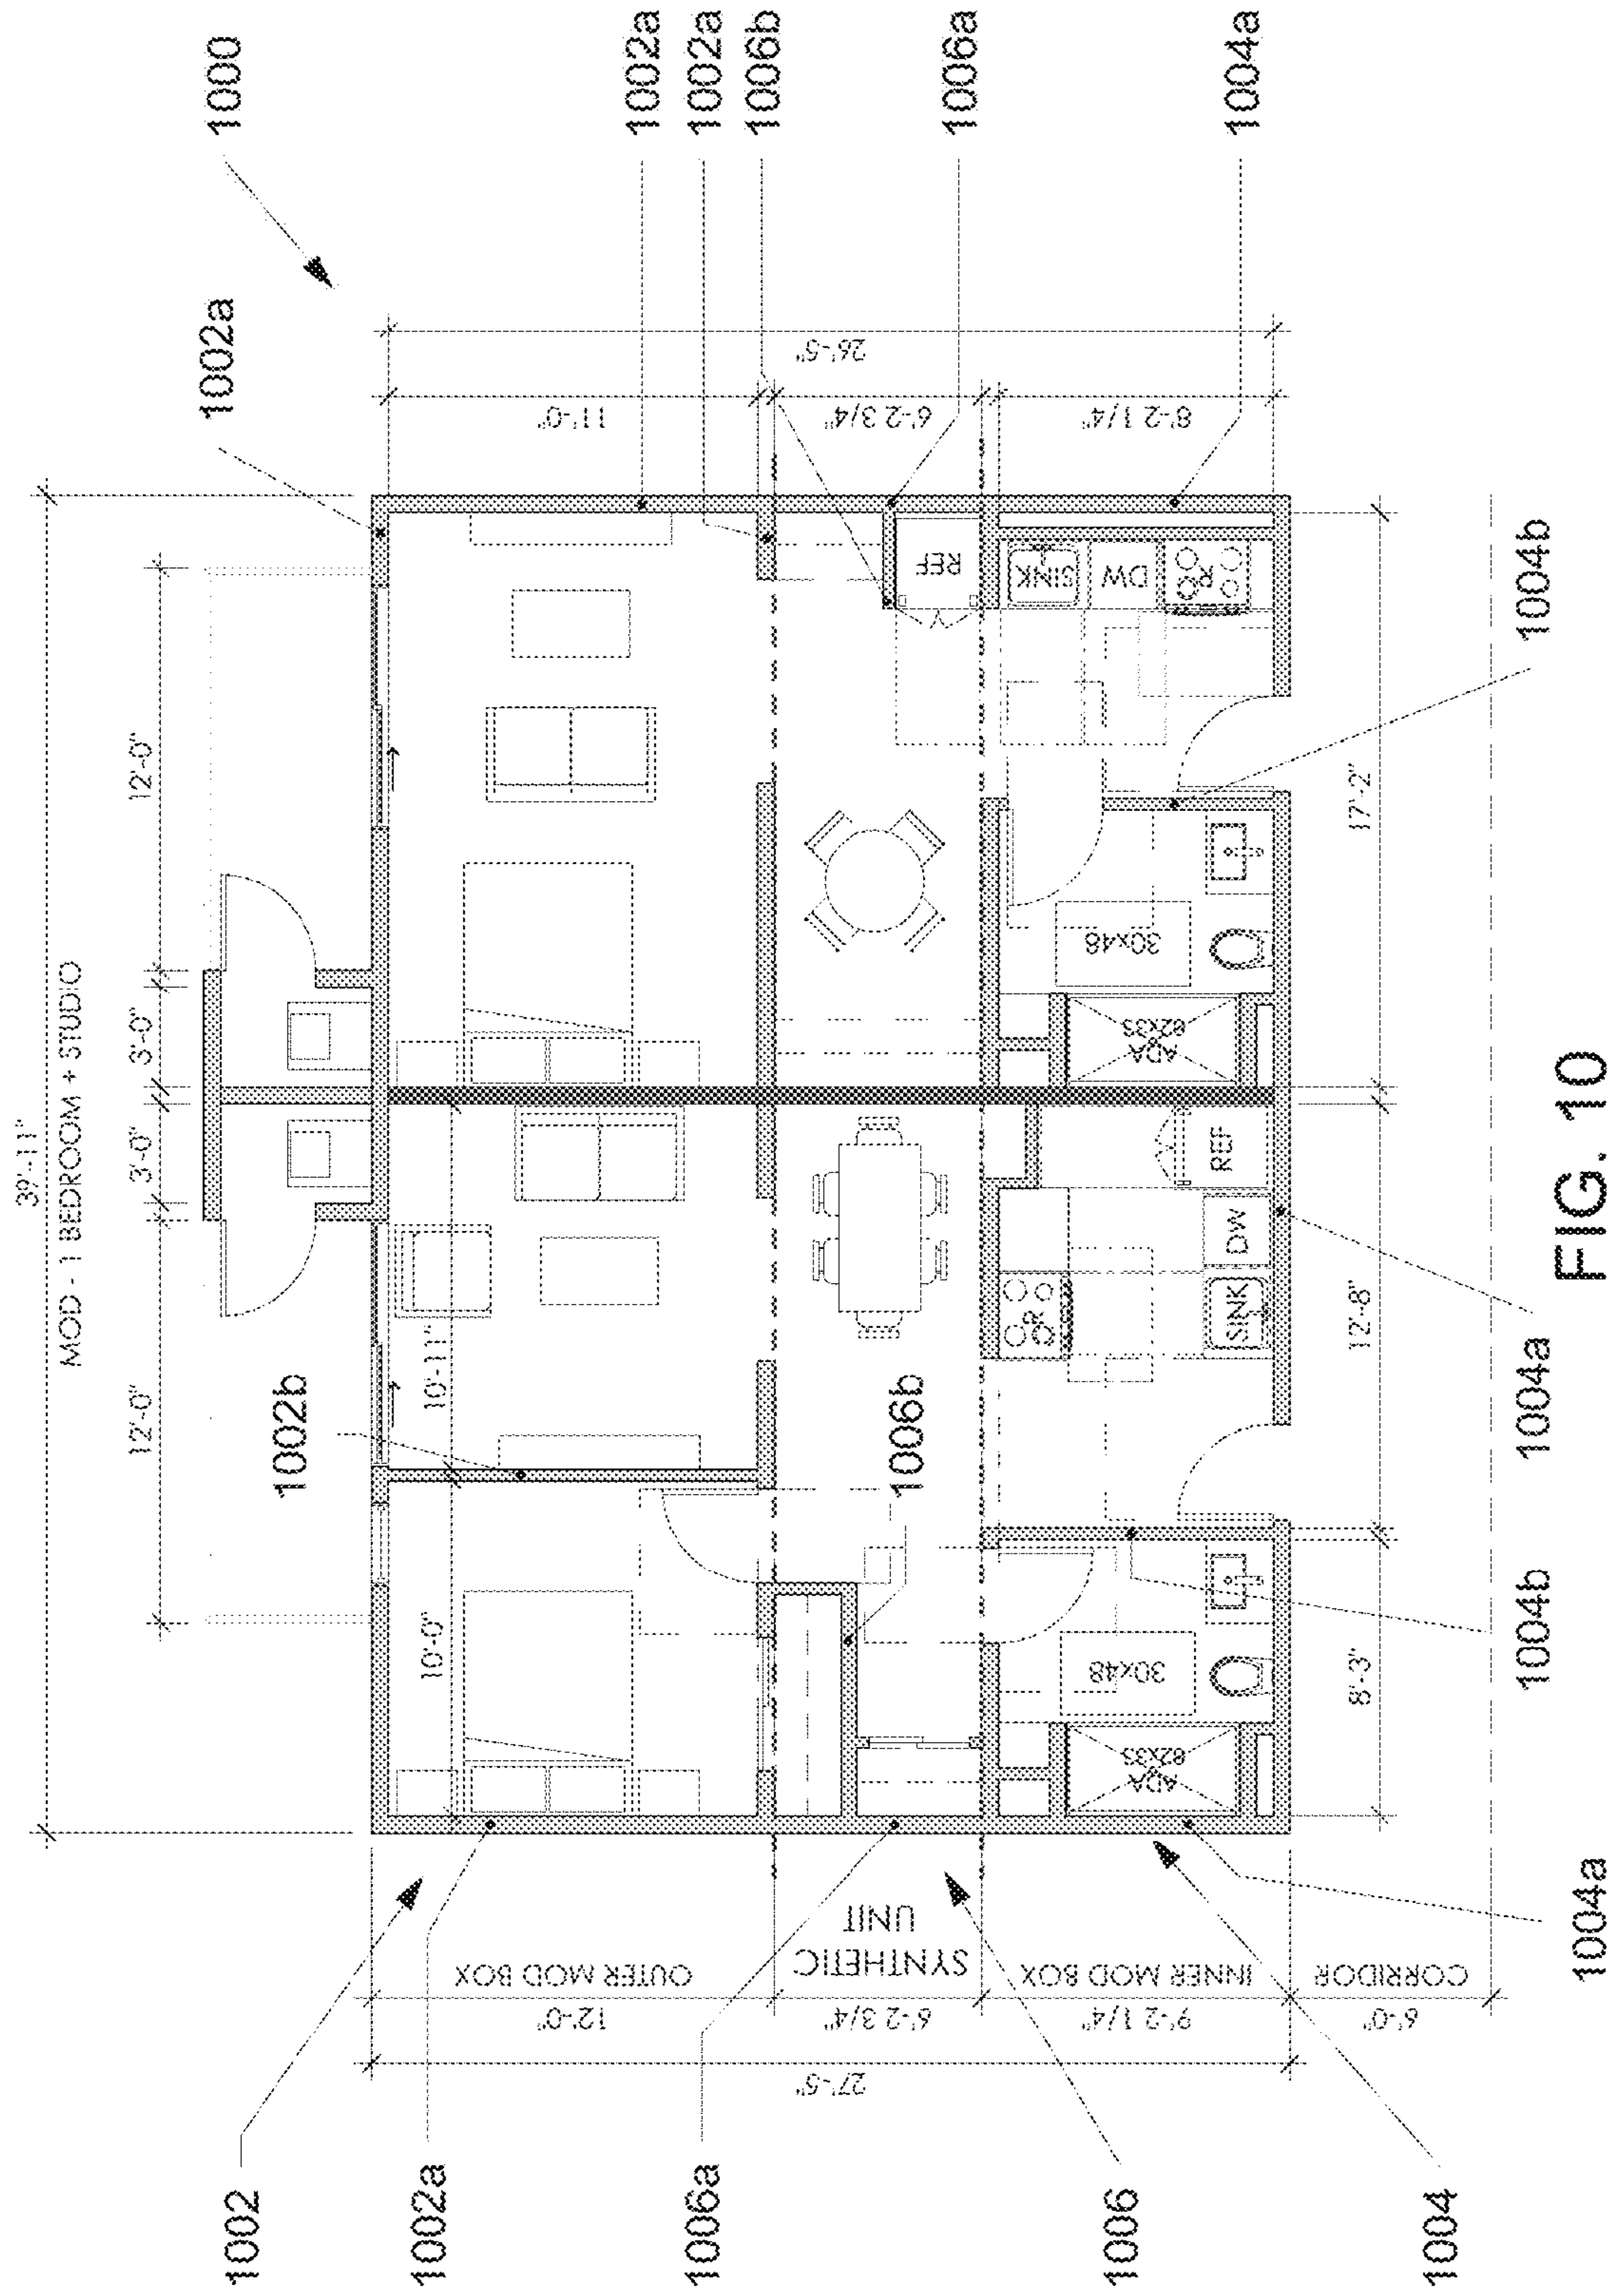 1000
1002a
1002a
1002a
1006b
1006a
1004a
39'-11"
MOD - 1 BEDROOM + STUDIO
12'-0"
3'-0"
3'-0"
12'-0"
26'-5"
11'-0"
6'-2 3/4"
8'-2 1/4"
1002b
10'-11"
10'-0"
1006b
REF
SINK
DW
R
30x48
ADA
62x35
REF
DW
SINK
R
30x48
ADA
62x35
1004b
17'-2"
12'-8"
8'-3"
1004a
1004b
1004a
OUTER MOD BOX
12'-0"
SYNTHETIC
UNIT
6'-2 3/4"
INNER MOD BOX
9'-2 1/4"
CORRIDOR
6'-0"
27'-5"
1002
1002a
1006a
1006
1004
FIG. 10